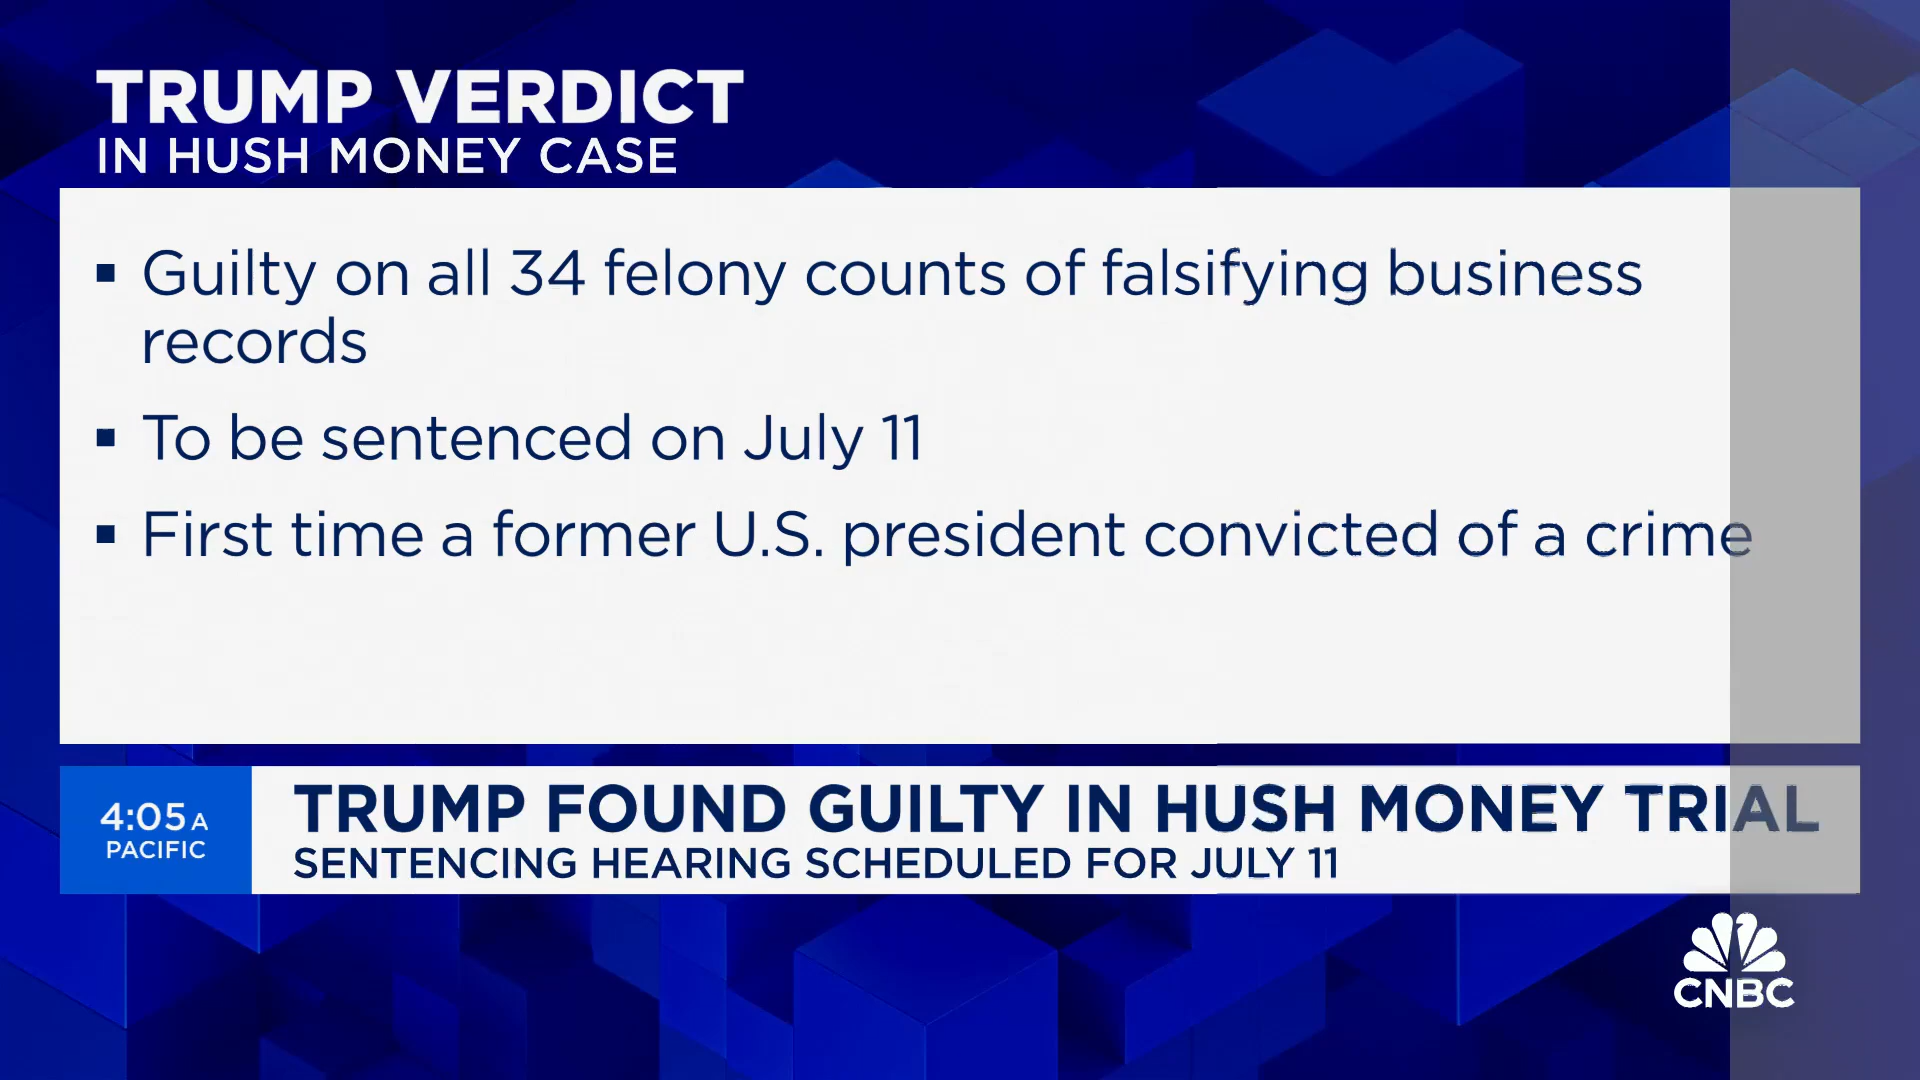 TRUMP VERDICT
IN HUSH MONEY CASE
▪ Guilty on all 34 felony counts of falsifying business
records
▪ To be sentenced on July 11
▪ First time a former U.S. president convicted of a crime
4:05 A
PACIFIC
TRUMP FOUND GUILTY IN HUSH MONEY TRIAL
SENTENCING HEARING SCHEDULED FOR JULY 11
CNBC